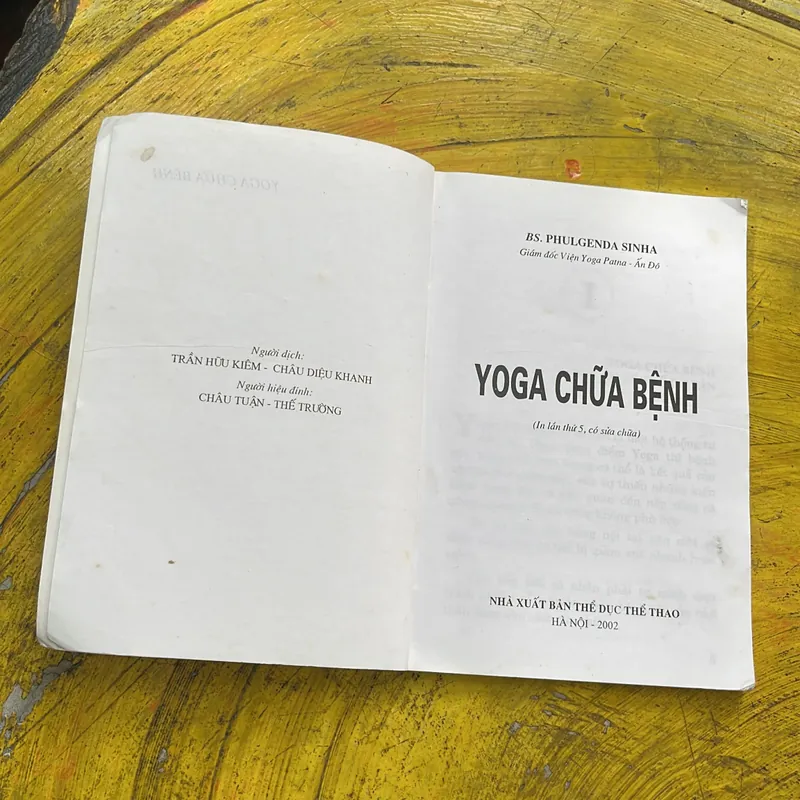 Người dịch:
TRẦN HỮU KIÊM - CHÂU DIỆU KHANH
Người hiệu đính:
CHÂU TUẬN - THẾ TRƯỜNG
BS. PHULGENDA SINHA
Giám đốc Viện Yoga Patna - Ấn Độ
YOGA CHỮA BỆNH
(In lần thứ 5, có sửa chữa)
NHÀ XUẤT BẢN THỂ DỤC THỂ THAO
HÀ NỘI - 2002